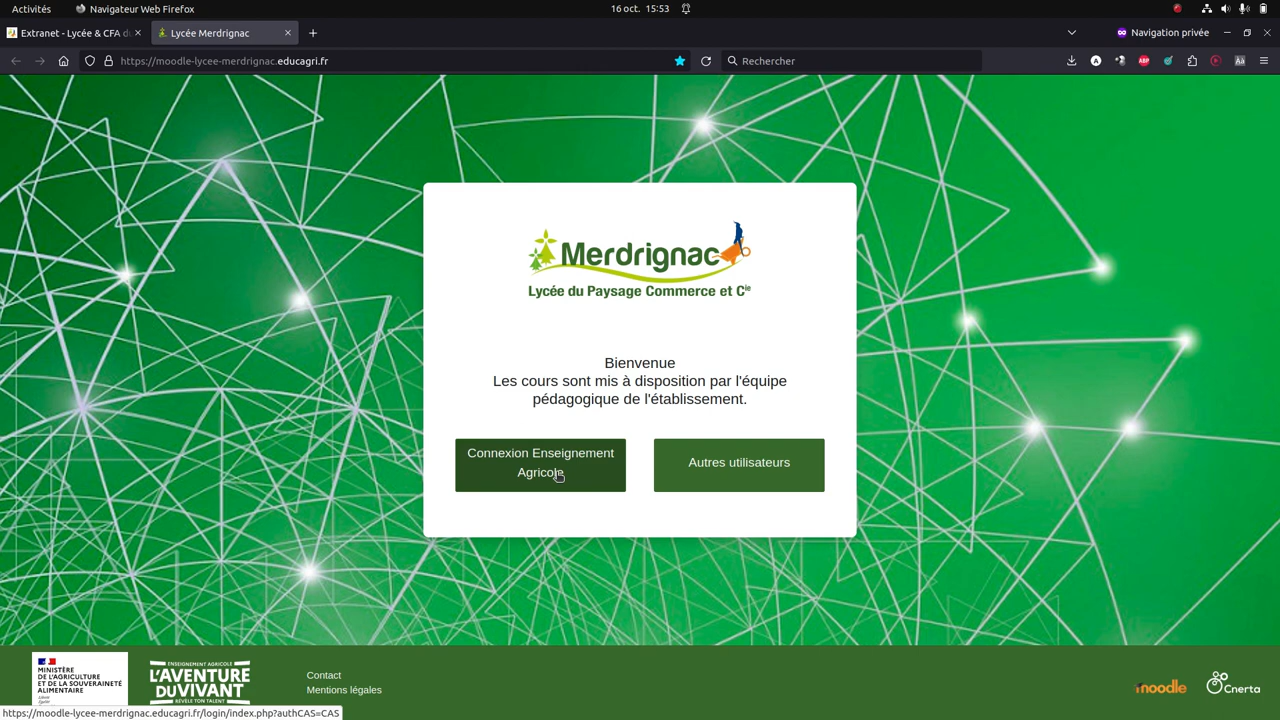 Activités
Navigateur Web Firefox
16 oct. 15:53
Extranet - Lycée & CFA d
Lycée Merdrignac
Navigation privée
https://moodle-lycee-merdrignac.educagri.fr
Rechercher
A
ABP
Aä
Merdrignac
Lycée du Paysage Commerce et Cie
Bienvenue
Les cours sont mis à disposition par l'équipe
pédagogique de l'établissement.
Connexion Enseignement
Agricole
Autres utilisateurs
MINISTÈRE
DE L'AGRICULTURE
ET DE LA SOUVERAINETÉ
ALIMENTAIRE
ENSEIGNEMENT AGRICOLE
L'AVENTURE
DU VIVANT
RÉVÈLE TON TALENT
Contact
Mentions légales
moodle
Cnerta
https://moodle-lycee-merdrignac.educagri.fr/login/index.php?authCAS=CAS